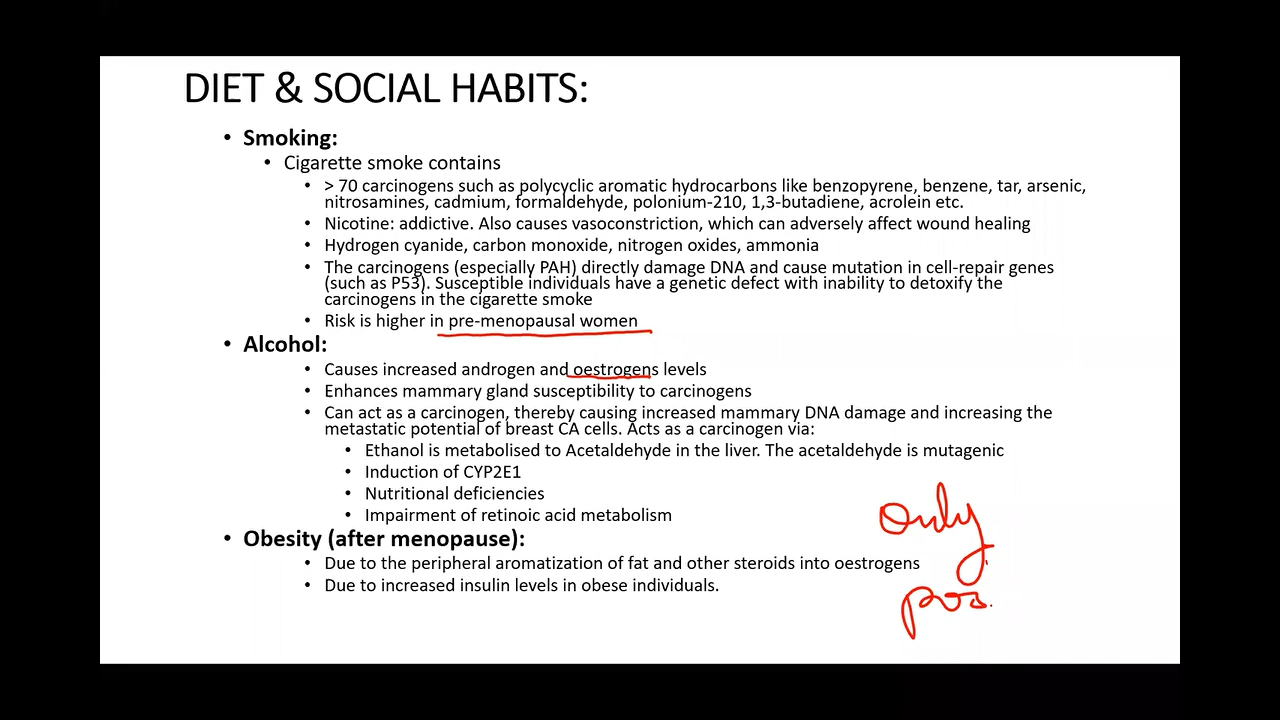 DIET & SOCIAL HABITS:
• Smoking:
• Cigarette smoke contains
• > 70 carcinogens such as polycyclic aromatic hydrocarbons like benzopyrene, benzene, tar, arsenic,
nitrosamines, cadmium, formaldehyde, polonium-210, 1,3-butadiene, acrolein etc.
• Nicotine: addictive. Also causes vasoconstriction, which can adversely affect wound healing
• Hydrogen cyanide, carbon monoxide, nitrogen oxides, ammonia
• The carcinogens (especially PAH) directly damage DNA and cause mutation in cell-repair genes
(such as P53). Susceptible individuals have a genetic defect with inability to detoxify the
carcinogens in the cigarette smoke
• Risk is higher in pre-menopausal women
• Alcohol:
• Causes increased androgen and oestrogens levels
• Enhances mammary gland susceptibility to carcinogens
• Can act as a carcinogen, thereby causing increased mammary DNA damage and increasing the
metastatic potential of breast CA cells. Acts as a carcinogen via:
• Ethanol is metabolised to Acetaldehyde in the liver. The acetaldehyde is mutagenic
• Induction of CYP2E1
• Nutritional deficiencies
• Impairment of retinoic acid metabolism
• Obesity (after menopause):
• Due to the peripheral aromatization of fat and other steroids into oestrogens
• Due to increased insulin levels in obese individuals.
only
pos